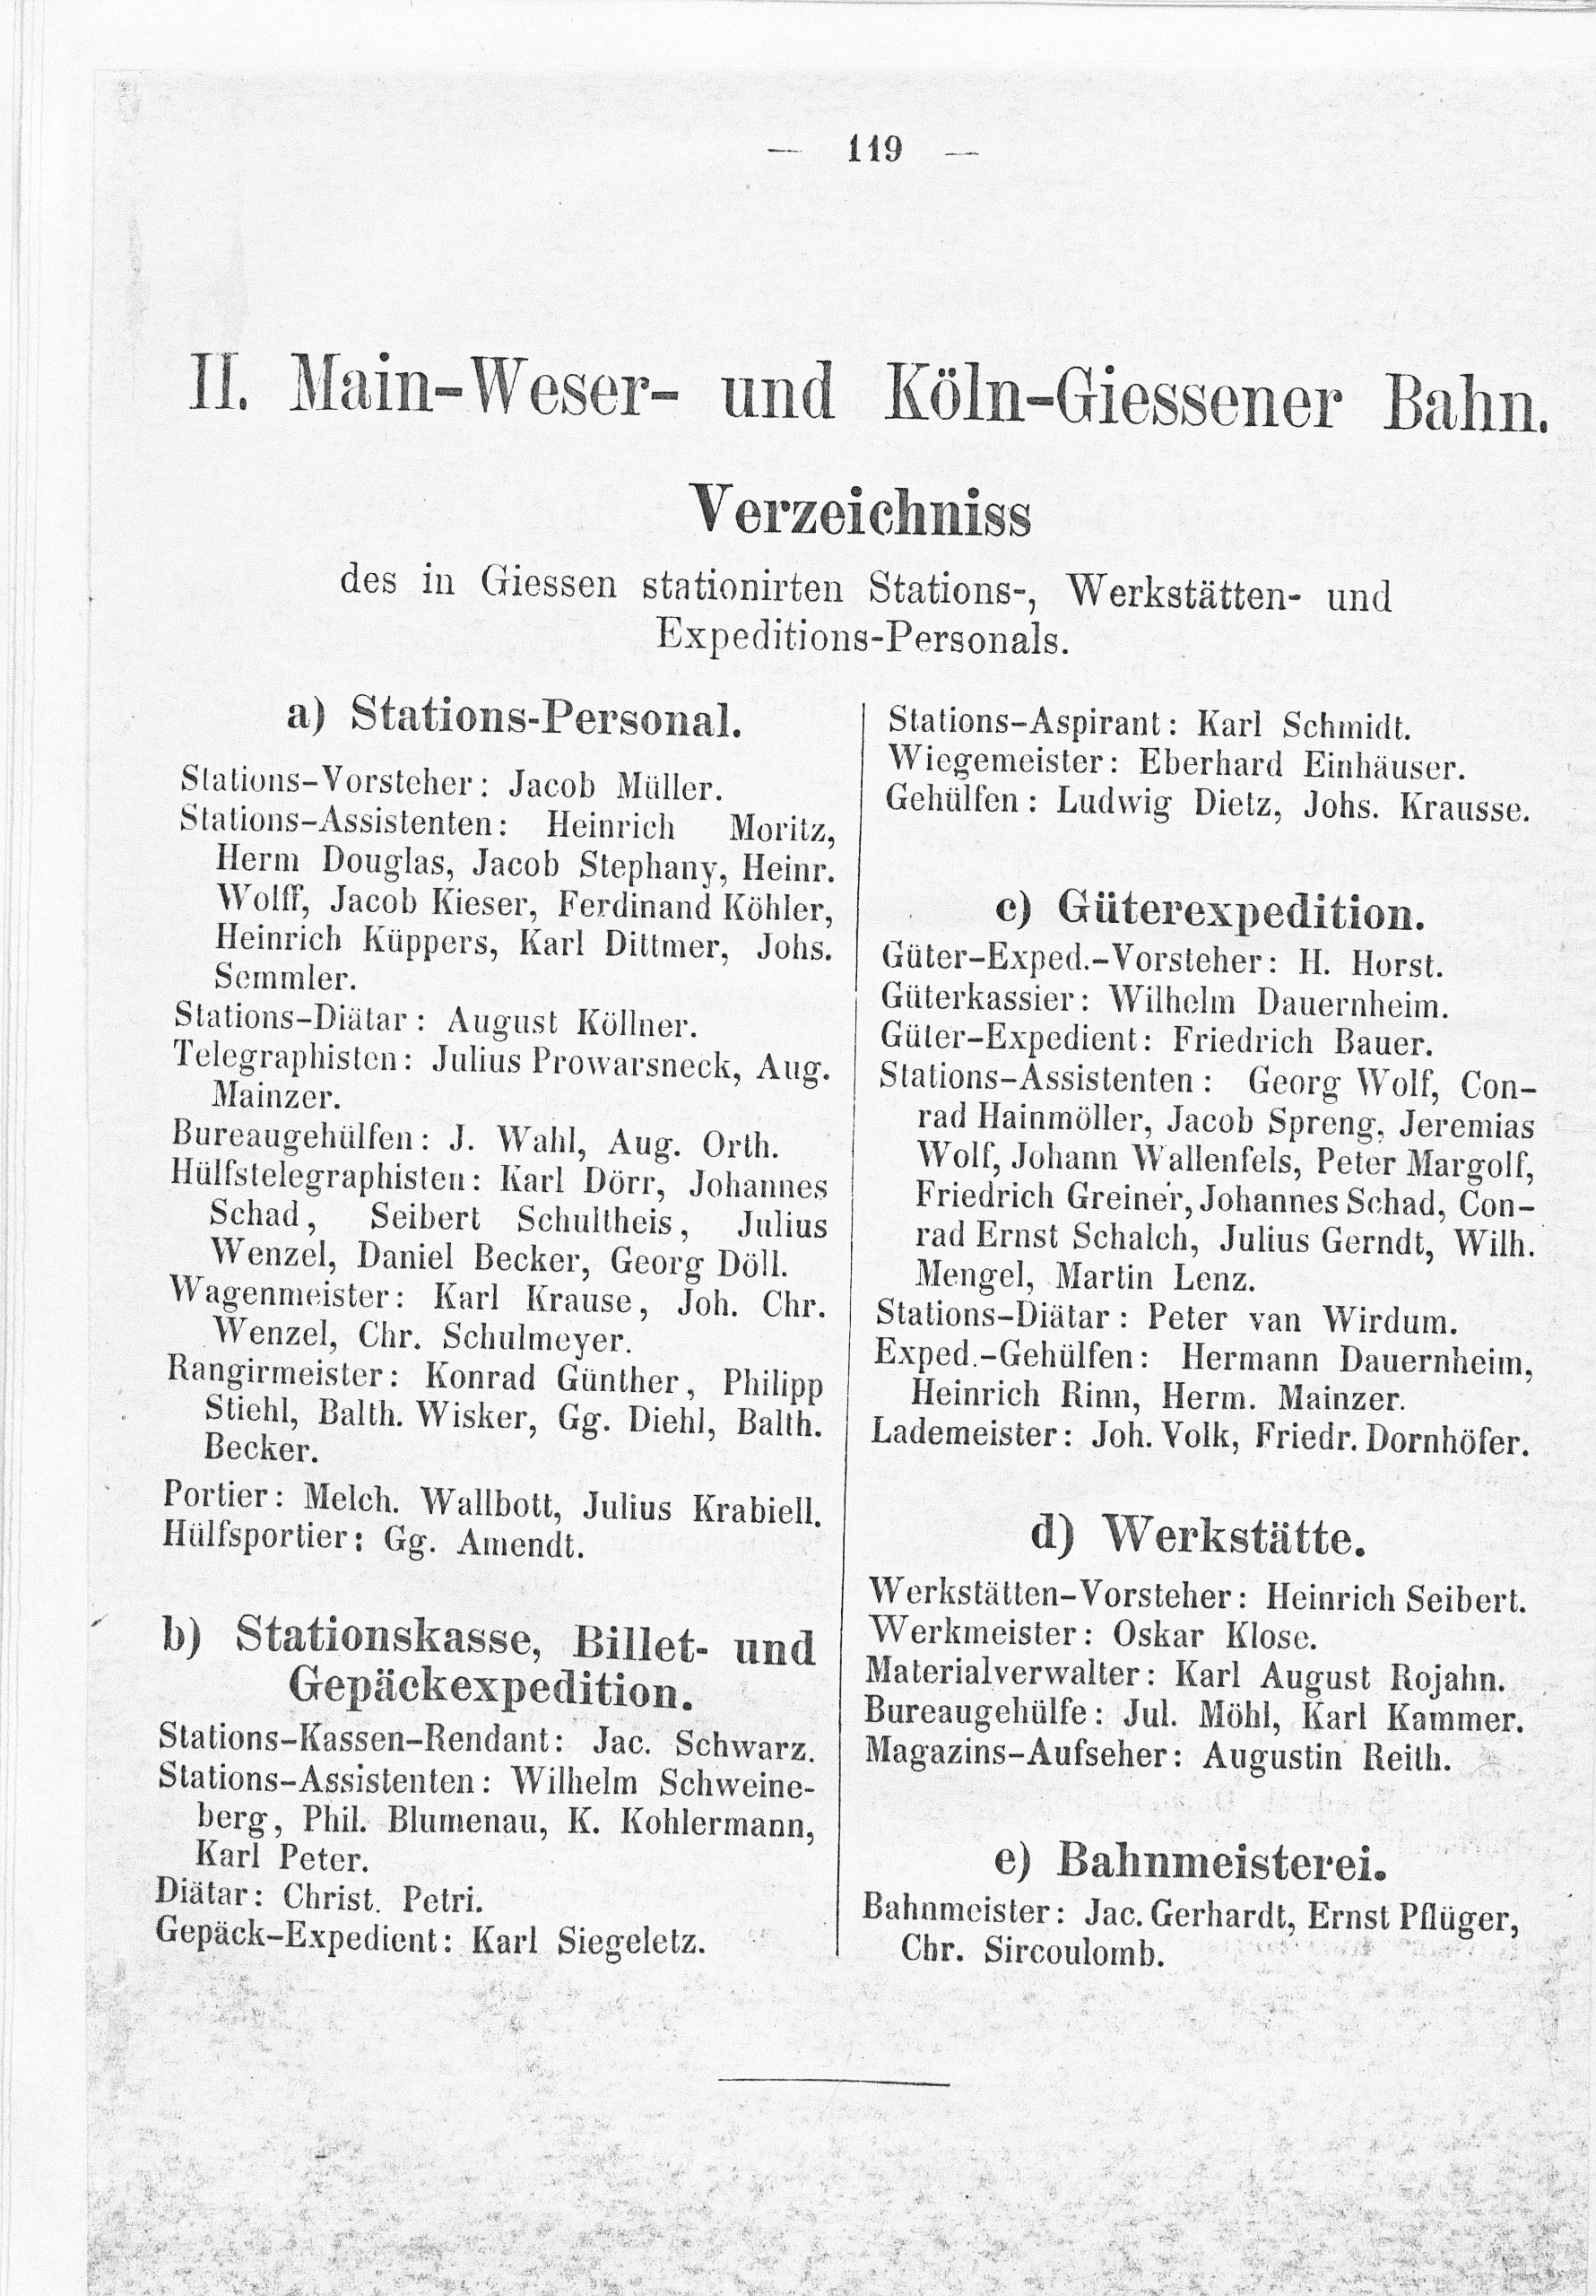 — 119 —
II. Main-Weser- und Köln-Giessener Bahn.
Verzeichniss
des in Giessen stationirten Stations-, Werkstätten- und
Expeditions-Personals.
a) Stations-Personal.
Stations-Vorsteher: Jacob Müller.
Stations-Assistenten: Heinrich Moritz,
Herm Douglas, Jacob Stephany, Heinr.
Wolff, Jacob Kieser, Ferdinand Köhler,
Heinrich Küppers, Karl Dittmer, Johs.
Semmler.
Stations-Diätar: August Köllner.
Telegraphisten: Julius Prowarsneck, Aug.
Mainzer.
Bureaugehülfen: J. Wahl, Aug. Orth.
Hülfstelegraphisten: Karl Dörr, Johannes
Schad, Seibert Schultheis, Julius
Wenzel, Daniel Becker, Georg Döll.
Wagenmeister: Karl Krause, Joh. Chr.
Wenzel, Chr. Schulmeyer.
Rangirmeister: Konrad Günther, Philipp
Stiehl, Balth. Wisker, Gg. Diehl, Balth.
Becker.
Portier: Melch. Wallbott, Julius Krabiell.
Hülfsportier: Gg. Amendt.
b) Stationskasse, Billet- und
Gepäckexpedition.
Stations-Kassen-Rendant: Jac. Schwarz.
Stations-Assistenten: Wilhelm Schweine-
berg, Phil. Blumenau, K. Kohlermann,
Karl Peter.
Diätar: Christ. Petri.
Gepäck-Expedient: Karl Siegeletz.
Stations-Aspirant: Karl Schmidt.
Wiegemeister: Eberhard Einhäuser.
Gehülfen: Ludwig Dietz, Johs. Krausse.
c) Güterexpedition.
Güter-Exped.-Vorsteher: H. Horst.
Güterkassier: Wilhelm Dauernheim.
Güter-Expedient: Friedrich Bauer.
Stations-Assistenten: Georg Wolf, Con-
rad Hainmöller, Jacob Spreng, Jeremias
Wolf, Johann Wallenfels, Peter Margolf,
Friedrich Greiner, Johannes Schad, Con-
rad Ernst Schalch, Julius Gerndt, Wilh.
Mengel, Martin Lenz.
Stations-Diätar: Peter van Wirdum.
Exped.-Gehülfen: Hermann Dauernheim,
Heinrich Rinn, Herm. Mainzer.
Lademeister: Joh. Volk, Friedr. Dornhöfer.
d) Werkstätte.
Werkstätten-Vorsteher: Heinrich Seibert.
Werkmeister: Oskar Klose.
Materialverwalter: Karl August Rojahn.
Bureaugehülfe: Jul. Möhl, Karl Kammer.
Magazins-Aufseher: Augustin Reith.
e) Bahnmeisterei.
Bahnmeister: Jac. Gerhardt, Ernst Pflüger,
Chr. Sircoulomb.